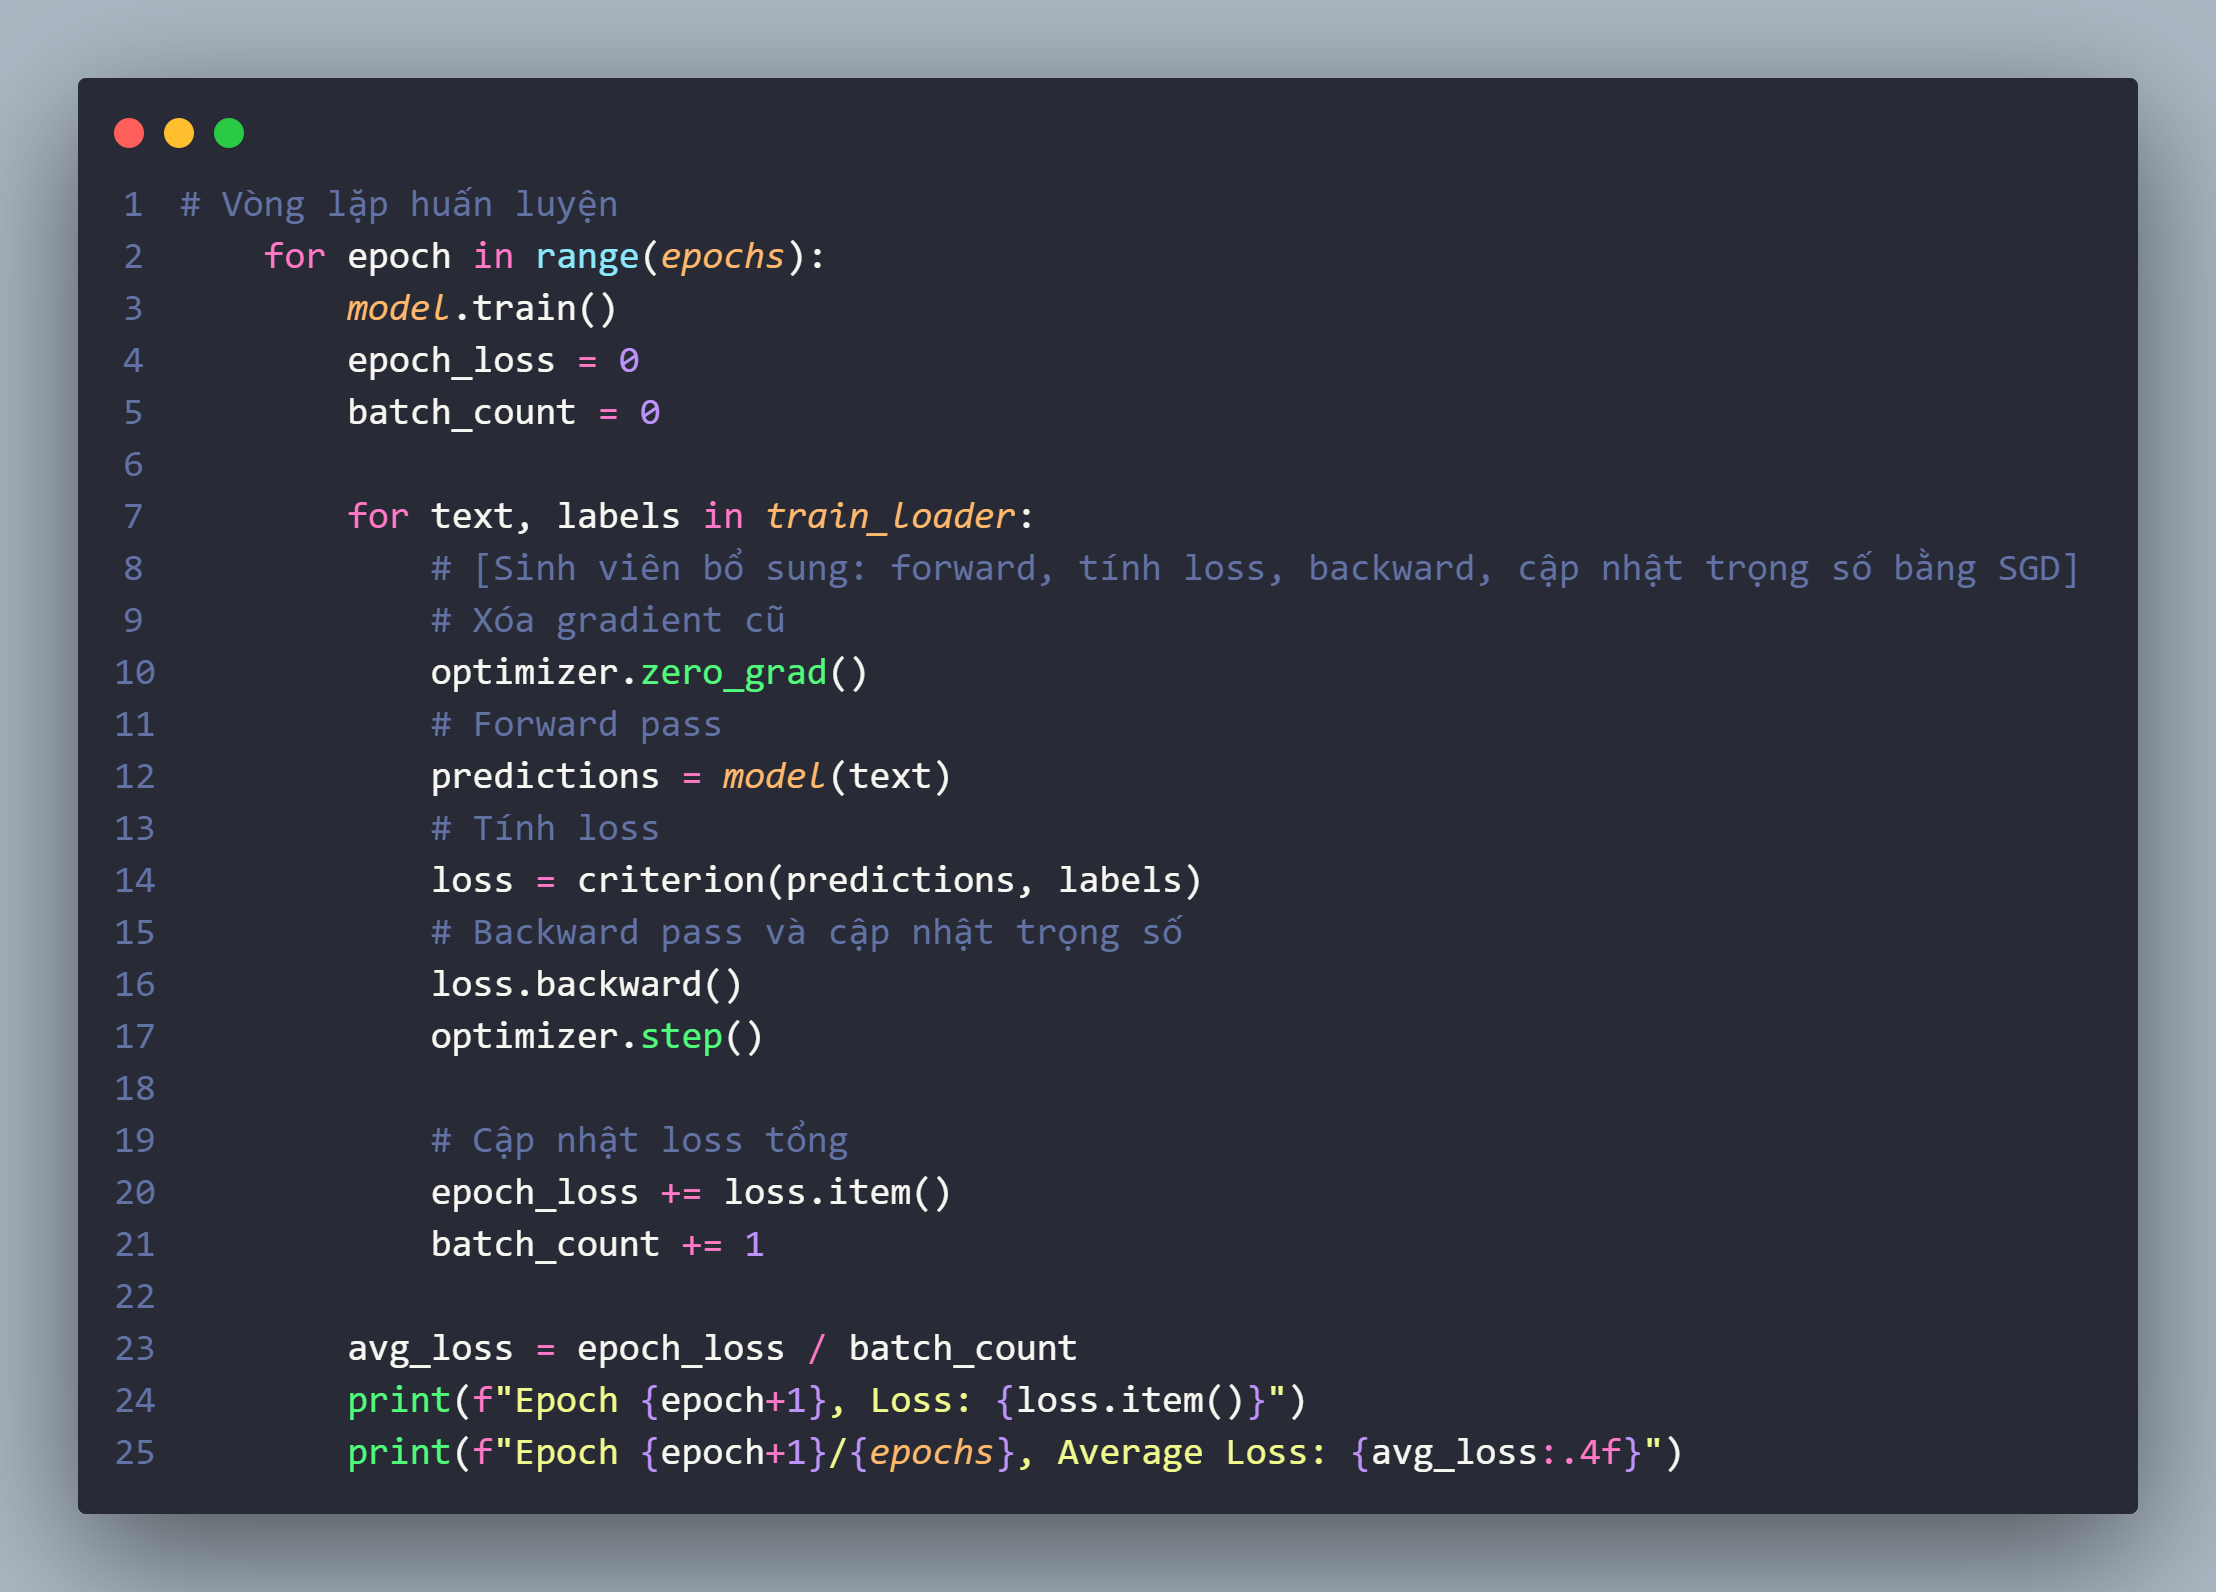 1 # Vòng lặp huấn luyện
2     for epoch in range(epochs):
3         model.train()
4         epoch_loss = 0
5         batch_count = 0
6
7         for text, labels in train_loader:
8             # [Sinh viên bổ sung: forward, tính loss, backward, cập nhật trọng số bằng SGD]
9             # Xóa gradient cũ
10             optimizer.zero_grad()
11             # Forward pass
12             predictions = model(text)
13             # Tính loss
14             loss = criterion(predictions, labels)
15             # Backward pass và cập nhật trọng số
16             loss.backward()
17             optimizer.step()
18
19             # Cập nhật loss tổng
20             epoch_loss += loss.item()
21             batch_count += 1
22
23         avg_loss = epoch_loss / batch_count
24         print(f"Epoch {epoch+1}, Loss: {loss.item()}")
25         print(f"Epoch {epoch+1}/{epochs}, Average Loss: {avg_loss:.4f}")